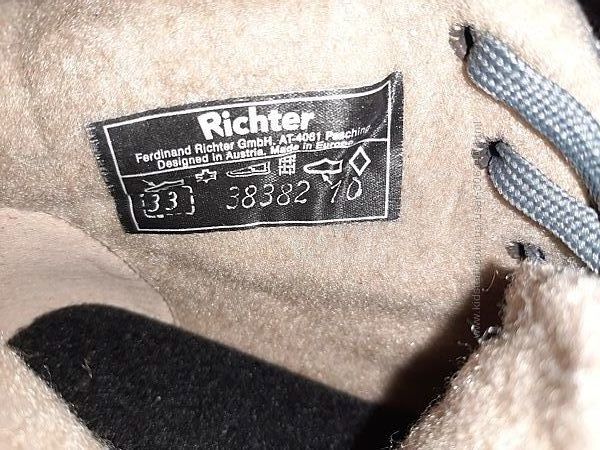 Richter
Ferdinand Richter GmbH, AT-4061 Pasching
Designed in Austria. Made in Europe
33 38382 10